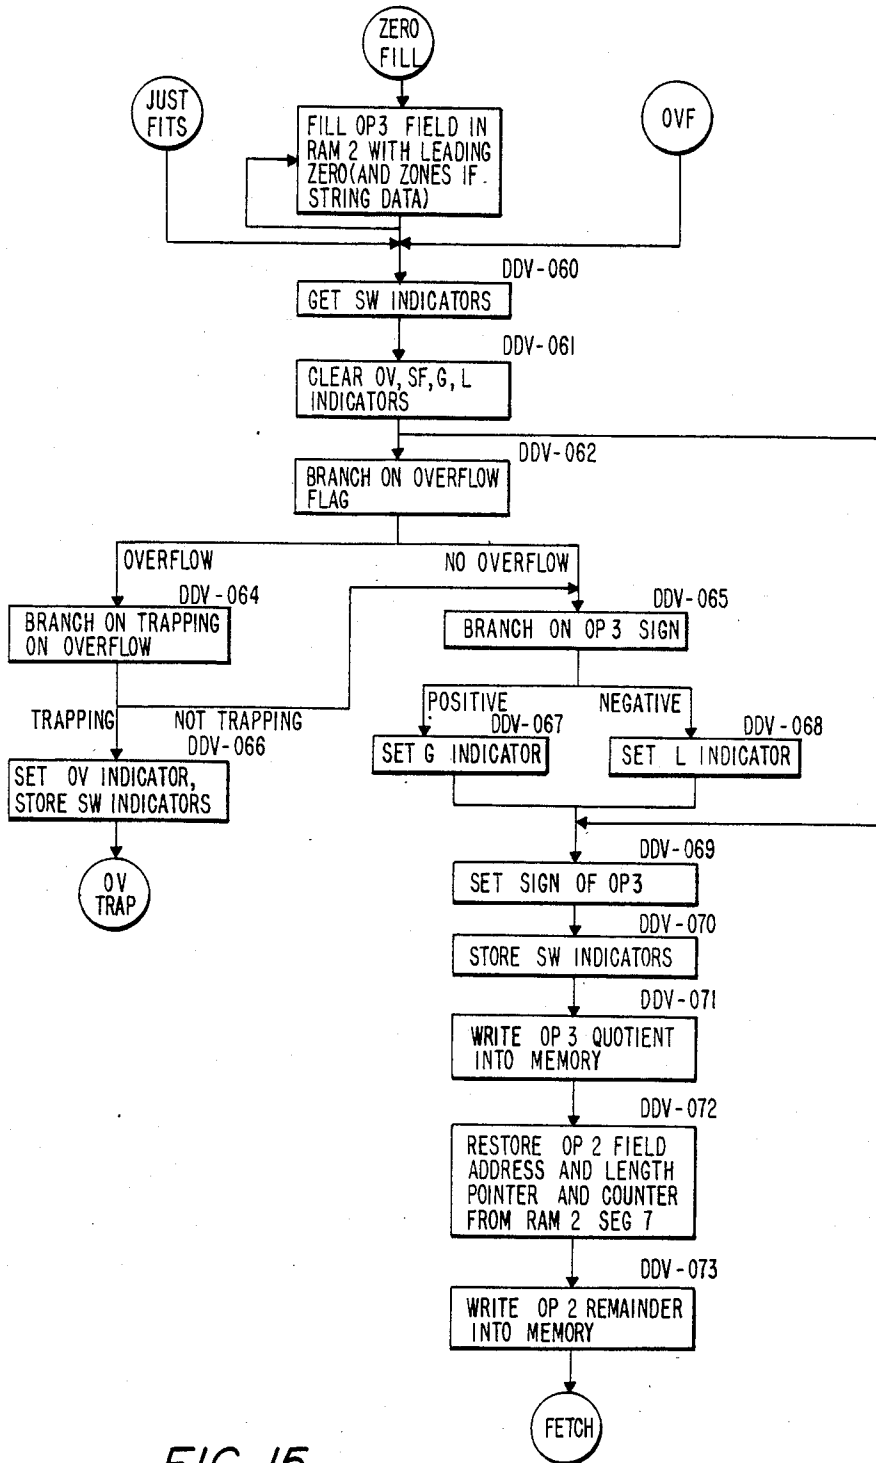 ZERO
FILL
JUST
FITS
OVF
FILL OP3 FIELD IN
RAM 2 WITH LEADING
ZERO(AND ZONES IF
STRING DATA)
DDV-060
GET SW INDICATORS
DDV-061
CLEAR OV, SF, G, L
INDICATORS
DDV-062
BRANCH ON OVERFLOW
FLAG
OVERFLOW
NO OVERFLOW
DDV-064
BRANCH ON TRAPPING
ON OVERFLOW
DDV-065
BRANCH ON OP 3 SIGN
TRAPPING
NOT TRAPPING
DDV-066
SET OV INDICATOR,
STORE SW INDICATORS
OV
TRAP
POSITIVE
NEGATIVE
DDV-067
SET G INDICATOR
DDV-068
SET L INDICATOR
DDV-069
SET SIGN OF OP3
DDV-070
STORE SW INDICATORS
DDV-071
WRITE OP 3 QUOTIENT
INTO MEMORY
DDV-072
RESTORE OP 2 FIELD
ADDRESS AND LENGTH
POINTER AND COUNTER
FROM RAM 2 SEG 7
DDV-073
WRITE OP 2 REMAINDER
INTO MEMORY
FETCH
FIG. 15